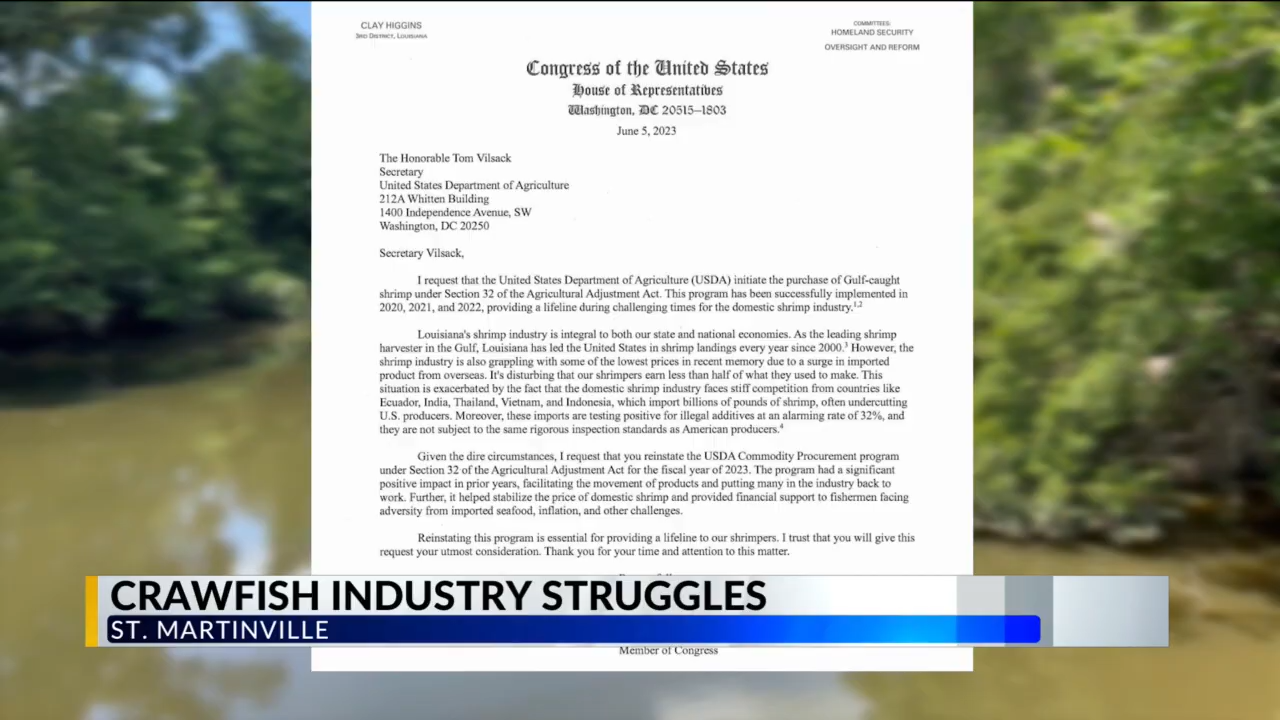 CLAY HIGGINS
3RD DISTRICT, LOUISIANA
COMMITTEES:
HOMELAND SECURITY
OVERSIGHT AND REFORM
Congress of the United States
House of Representatives
Washington, DC 20515–1803
June 5, 2023
The Honorable Tom Vilsack
Secretary
United States Department of Agriculture
212A Whitten Building
1400 Independence Avenue, SW
Washington, DC 20250
Secretary Vilsack,
I request that the United States Department of Agriculture (USDA) initiate the purchase of Gulf-caught
shrimp under Section 32 of the Agricultural Adjustment Act. This program has been successfully implemented in
2020, 2021, and 2022, providing a lifeline during challenging times for the domestic shrimp industry.1,2
Louisiana's shrimp industry is integral to both our state and national economies. As the leading shrimp
harvester in the Gulf, Louisiana has led the United States in shrimp landings every year since 2000.3 However, the
shrimp industry is also grappling with some of the lowest prices in recent memory due to a surge in imported
product from overseas. It's disturbing that our shrimpers earn less than half of what they used to make. This
situation is exacerbated by the fact that the domestic shrimp industry faces stiff competition from countries like
Ecuador, India, Thailand, Vietnam, and Indonesia, which import billions of pounds of shrimp, often undercutting
U.S. producers. Moreover, these imports are testing positive for illegal additives at an alarming rate of 32%, and
they are not subject to the same rigorous inspection standards as American producers.4
Given the dire circumstances, I request that you reinstate the USDA Commodity Procurement program
under Section 32 of the Agricultural Adjustment Act for the fiscal year of 2023. The program had a significant
positive impact in prior years, facilitating the movement of products and putting many in the industry back to
work. Further, it helped stabilize the price of domestic shrimp and provided financial support to fishermen facing
adversity from imported seafood, inflation, and other challenges.
Reinstating this program is essential for providing a lifeline to our shrimpers. I trust that you will give this
request your utmost consideration. Thank you for your time and attention to this matter.
CRAWFISH INDUSTRY STRUGGLES
ST. MARTINVILLE
Member of Congress